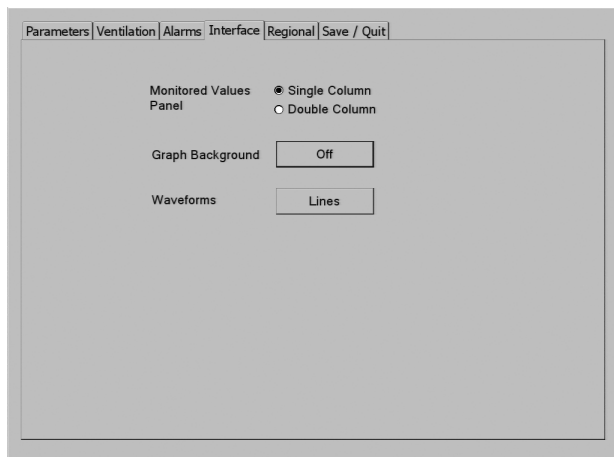 Parameters Ventilation Alarms Interface Regional Save / Quit
Monitored Values Panel
Single Column
Double Column
Graph Background Off
Waveforms Lines